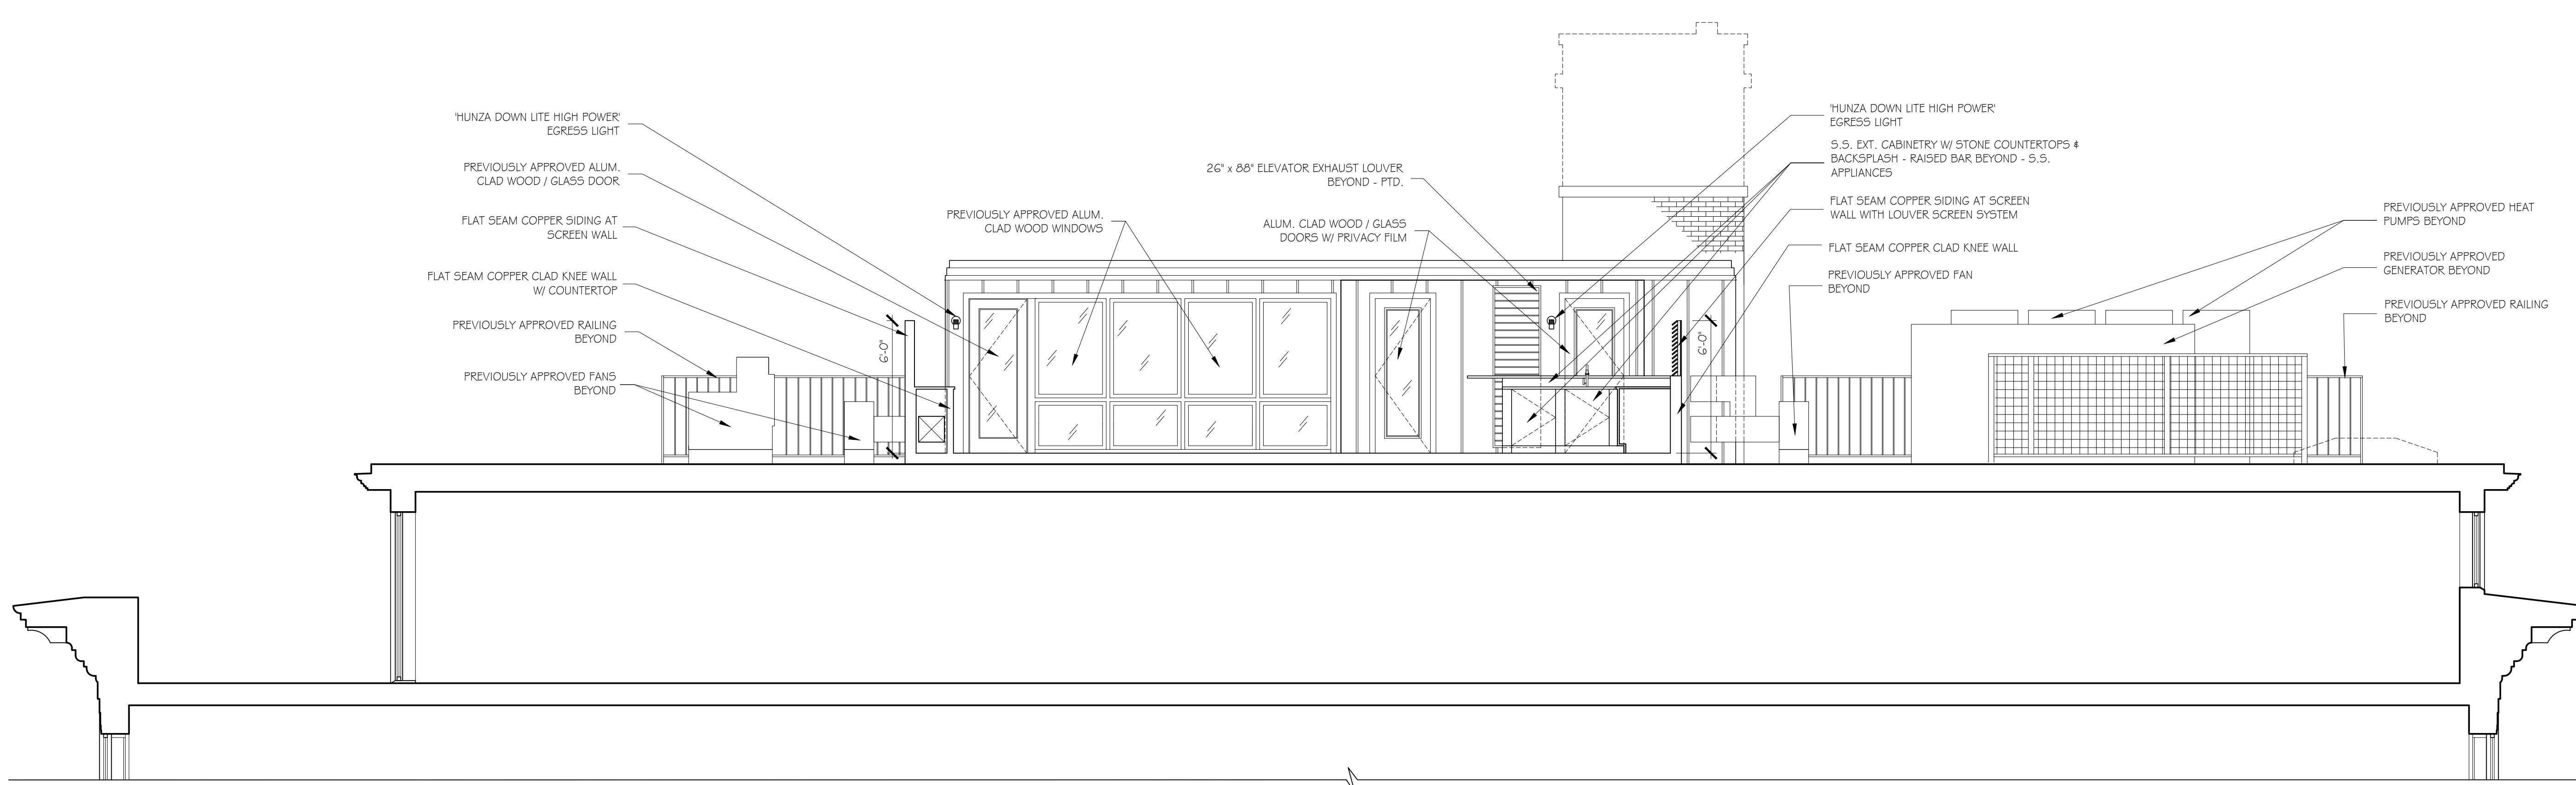 'HUNZA DOWN LITE HIGH POWER'
EGRESS LIGHT
PREVIOUSLY APPROVED ALUM.
CLAD WOOD / GLASS DOOR
FLAT SEAM COPPER SIDING AT
SCREEN WALL
FLAT SEAM COPPER CLAD KNEE WALL
W/ COUNTERTOP
PREVIOUSLY APPROVED RAILING
BEYOND
PREVIOUSLY APPROVED FANS
BEYOND
6'-0"
PREVIOUSLY APPROVED ALUM.
CLAD WOOD WINDOWS
26" x 88" ELEVATOR EXHAUST LOUVER
BEYOND - PTD.
ALUM. CLAD WOOD / GLASS
DOORS W/ PRIVACY FILM
'HUNZA DOWN LITE HIGH POWER'
EGRESS LIGHT
S.S. EXT. CABINETRY W/ STONE COUNTERTOPS &
BACKSPLASH - RAISED BAR BEYOND - S.S.
APPLIANCES
FLAT SEAM COPPER SIDING AT SCREEN
WALL WITH LOUVER SCREEN SYSTEM
FLAT SEAM COPPER CLAD KNEE WALL
PREVIOUSLY APPROVED FAN
BEYOND
6'-0"
PREVIOUSLY APPROVED HEAT
PUMPS BEYOND
PREVIOUSLY APPROVED
GENERATOR BEYOND
PREVIOUSLY APPROVED RAILING
BEYOND